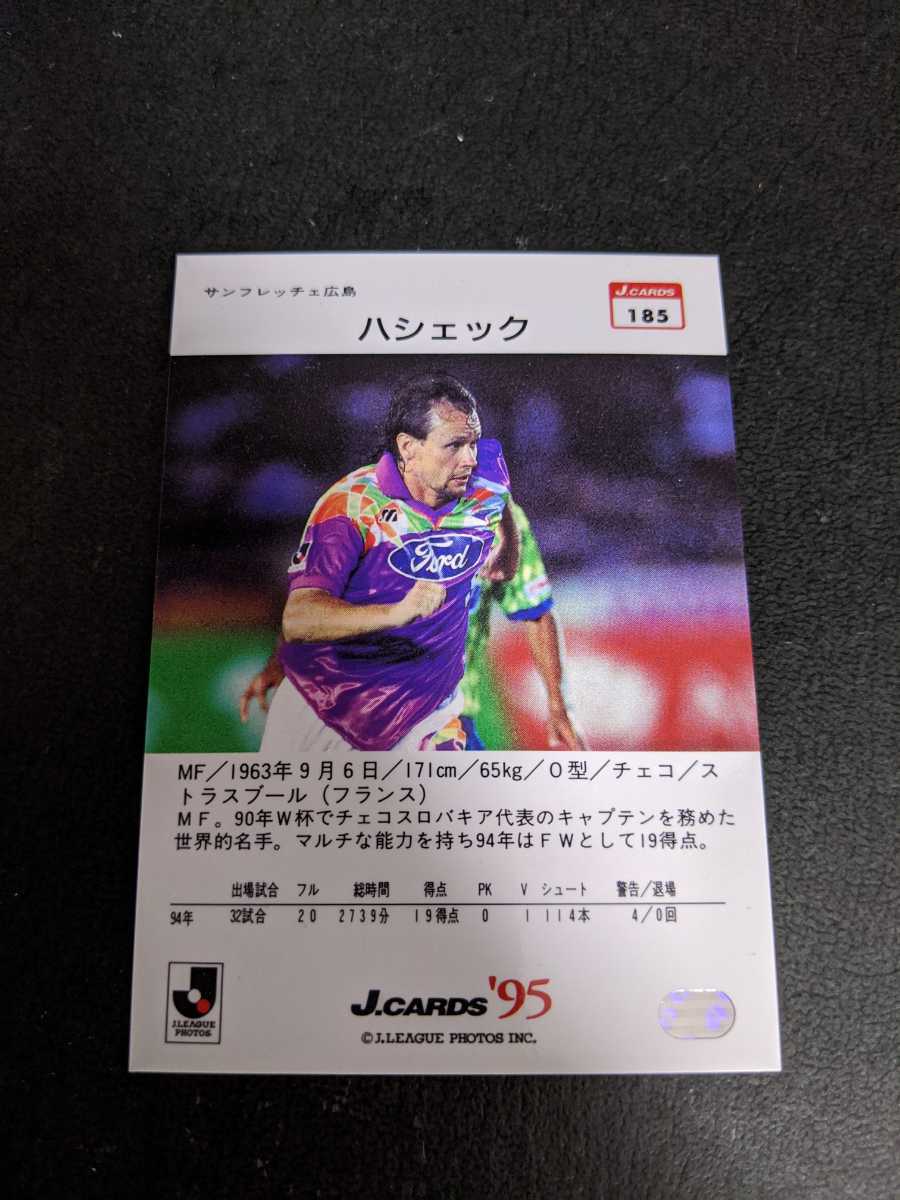 サンフレッチェ広島
J.CARDS
185
ハシェック
Ford
J
MF／1963年9月6日／171cm／65kg／O型／チェコ／ス
トラスブール（フランス）
MF。90年W杯でチェコスロバキア代表のキャプテンを務めた
世界的名手。マルチな能力を持ち94年はFWとして19得点。
出場試合 フル 総時間 得点 PK V シュート 警告／退場
94年 32試合 20 2739分 19得点 0 1 114本 4／0回
J.LEAGUE
PHOTOS
J.CARDS '95
©J.LEAGUE PHOTOS INC.